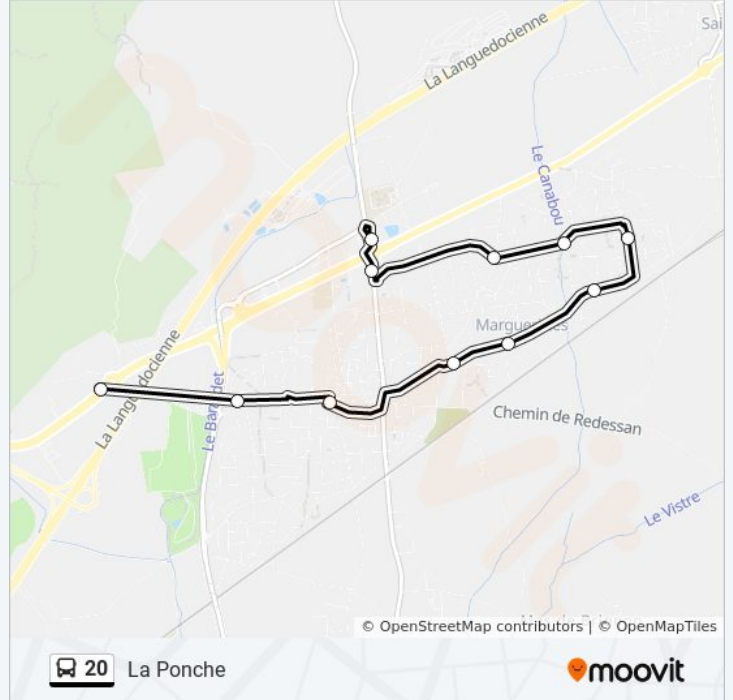 La Languedocienne
Sai
Le Canabou
Marguerittes
La Languedocienne
Le Bardet
Chemin de Redessan
Le Vistre
© OpenStreetMap contributors | © OpenMapTiles
20 La Ponche
moovit